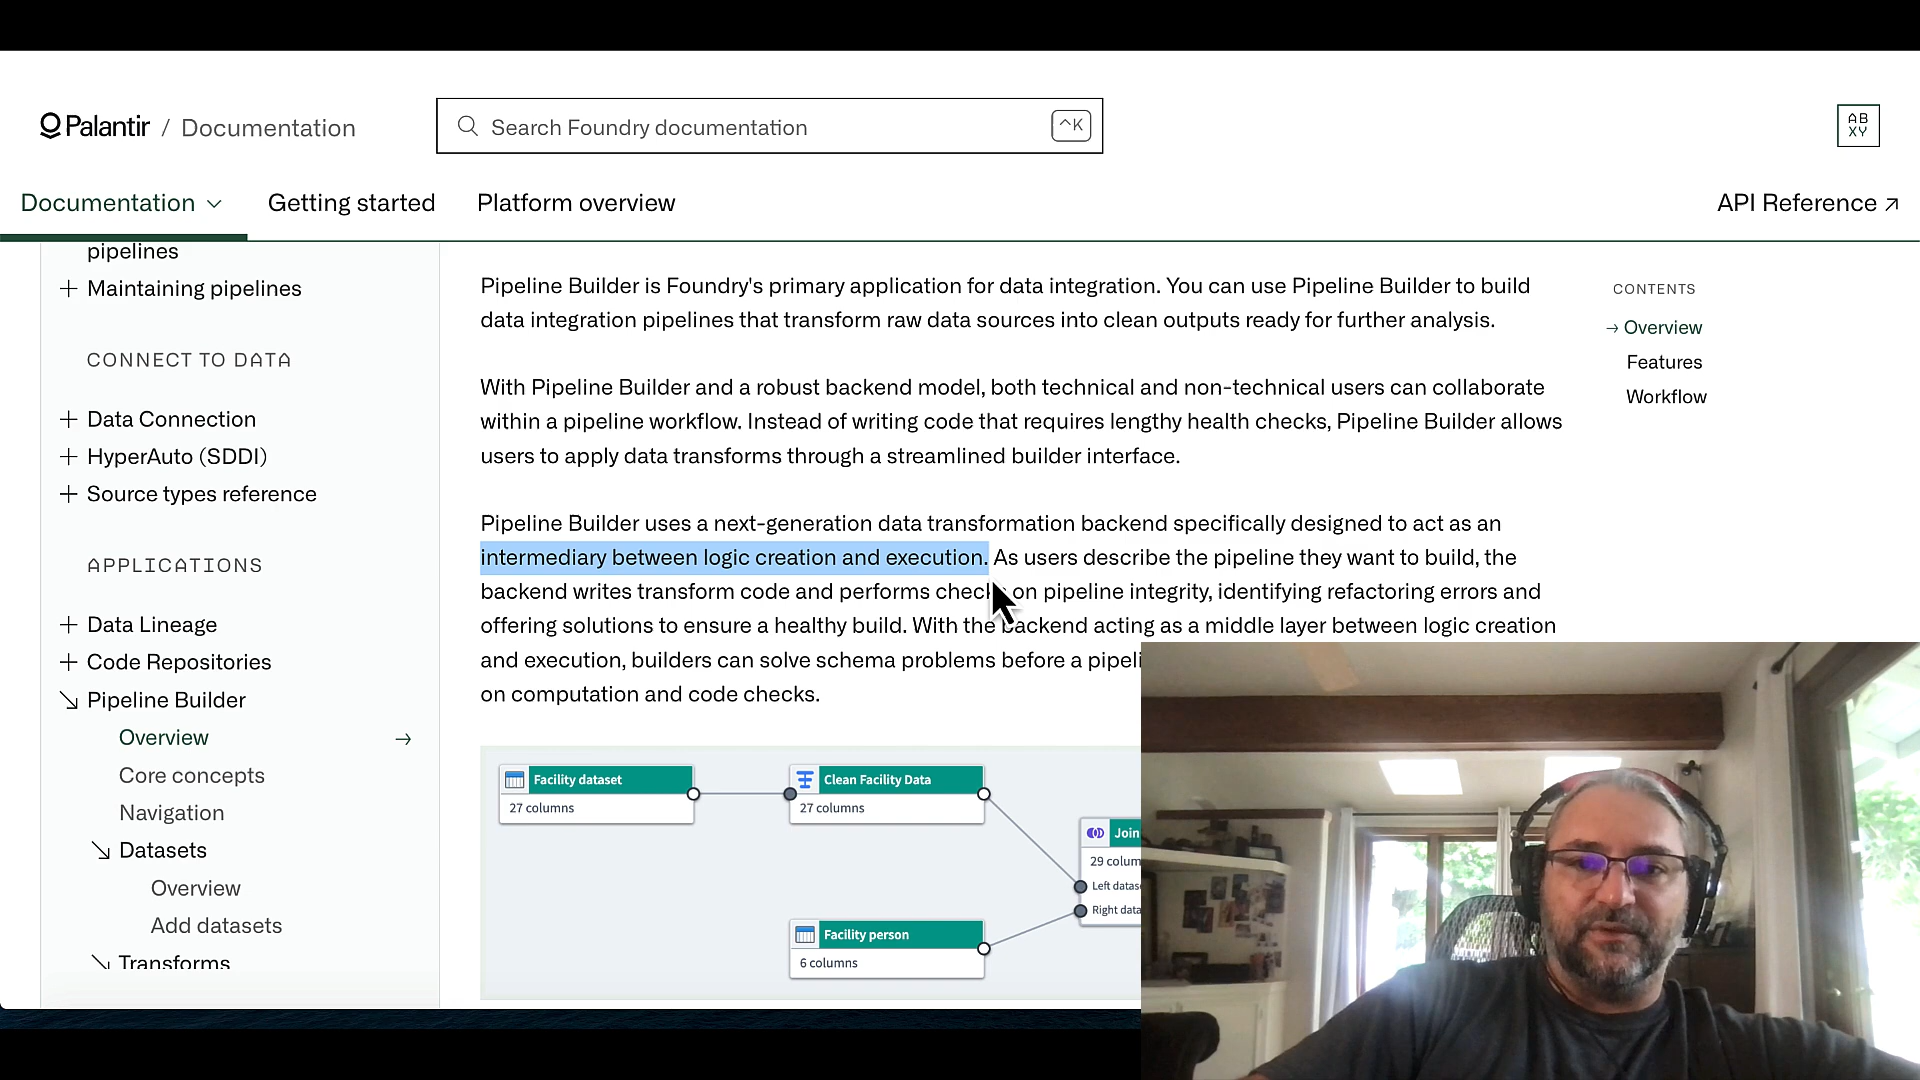 Palantir / Documentation
Search Foundry documentation
^K
AB
XY
Documentation
Getting started
Platform overview
API Reference
pipelines
Maintaining pipelines
CONNECT TO DATA
Data Connection
HyperAuto (SDDI)
Source types reference
APPLICATIONS
Data Lineage
Code Repositories
Pipeline Builder
Overview
Core concepts
Navigation
Datasets
Overview
Add datasets
Transforms
Pipeline Builder is Foundry's primary application for data integration. You can use Pipeline Builder to build
data integration pipelines that transform raw data sources into clean outputs ready for further analysis.
With Pipeline Builder and a robust backend model, both technical and non-technical users can collaborate
within a pipeline workflow. Instead of writing code that requires lengthy health checks, Pipeline Builder allows
users to apply data transforms through a streamlined builder interface.
Pipeline Builder uses a next-generation data transformation backend specifically designed to act as an
intermediary between logic creation and execution. As users describe the pipeline they want to build, the
backend writes transform code and performs checks on pipeline integrity, identifying refactoring errors and
offering solutions to ensure a healthy build. With the backend acting as a middle layer between logic creation
and execution, builders can solve schema problems before a
on computation and code checks.
Facility dataset
27 columns
Clean Facility Data
27 columns
Join
29
Left
Right
Facility person
6 columns
CONTENTS
Overview
Features
Workflow